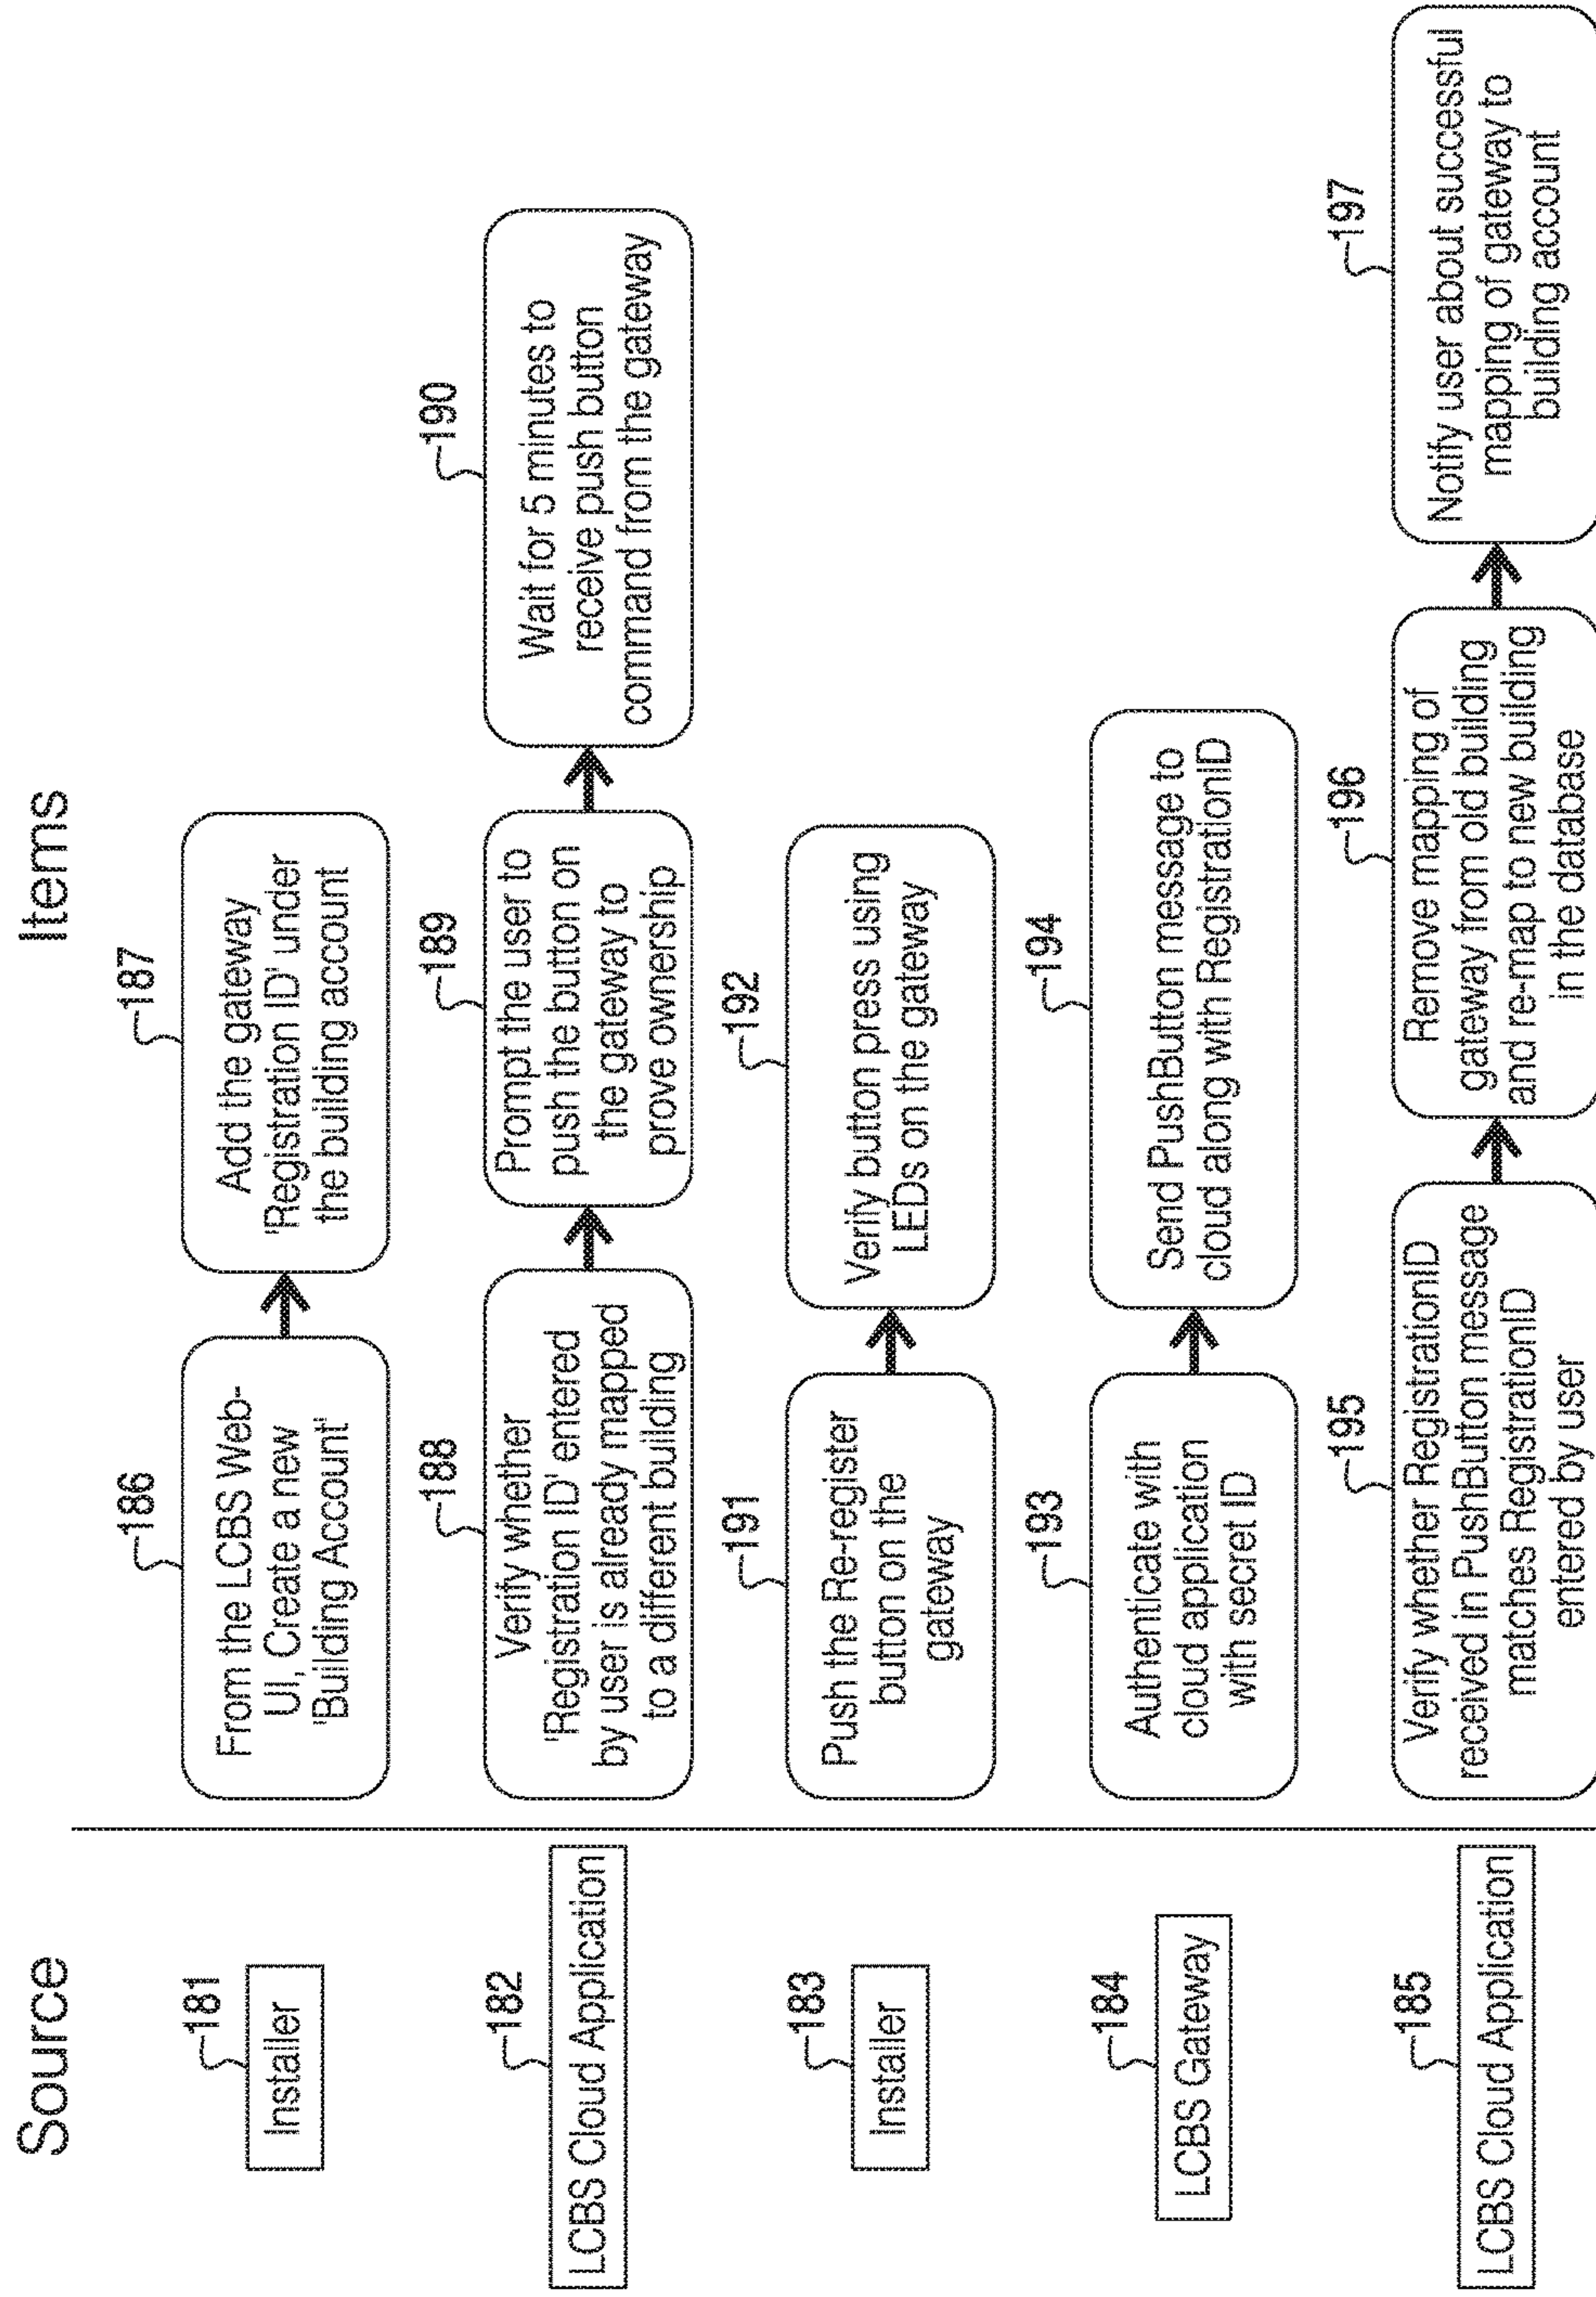 Source
Items
181
Installer
186
From the LCBS Web-
UI, Create a new
'Building Account'
187
Add the gateway
'Registration ID' under
the building account
182
LCBS Cloud Application
188
Verify whether
'Registration ID' entered
by user is already mapped
to a different building
189
Prompt the user to
push the button on
the gateway to
prove ownership
190
Wait for 5 minutes to
receive push button
command from the gateway
183
Installer
191
Push the Re-register
button on the
gateway
192
Verify button press using
LEDs on the gateway
184
LCBS Gateway
193
Authenticate with
cloud application
with secret ID
194
Send PushButton message to
cloud along with RegistrationID
185
LCBS Cloud Application
195
Verify whether RegistrationID
received in PushButton message
matches RegistrationID
entered by user
196
Remove mapping of
gateway from old building
and re-map to new building
in the database
197
Notify user about successful
mapping of gateway to
building account